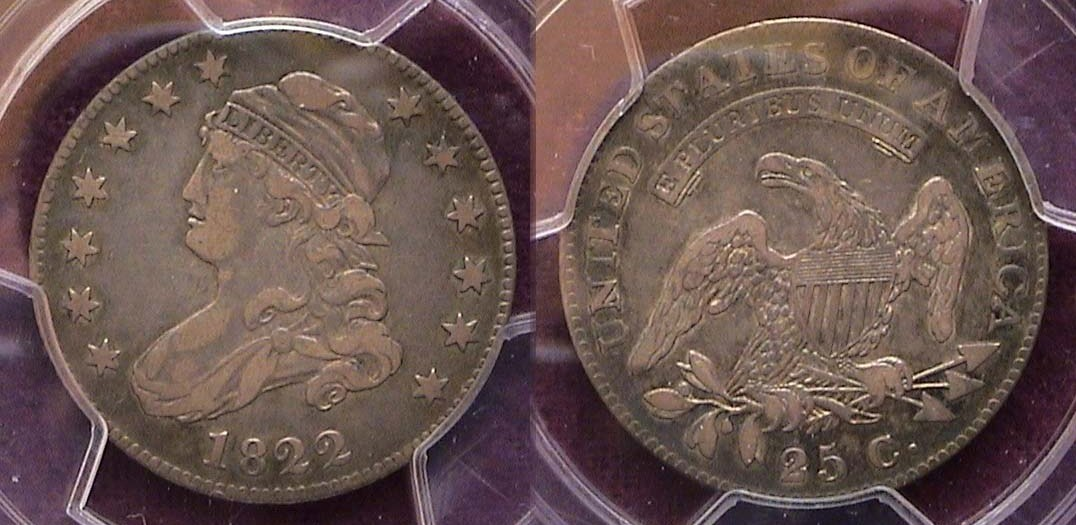 LIBERTY
1822
UNITED STATES OF AMERICA
E PLURIBUS UNUM
25 C.